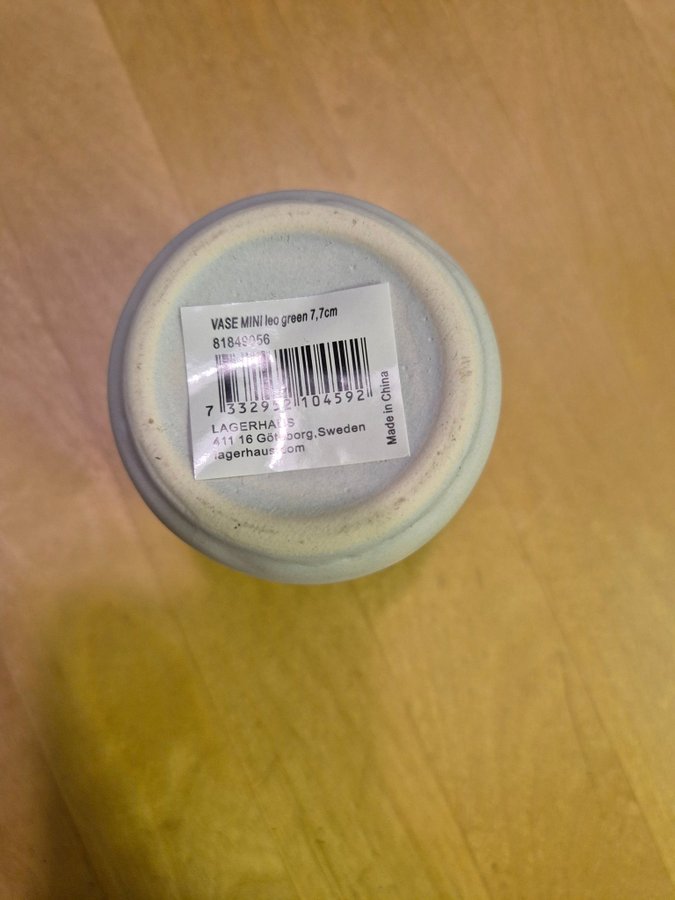 VASE MINI leo green 7,7cm
81849056
7 332952 104592
LAGERHAUS
411 16 Göteborg,Sweden
lagerhaus.com
Made in China